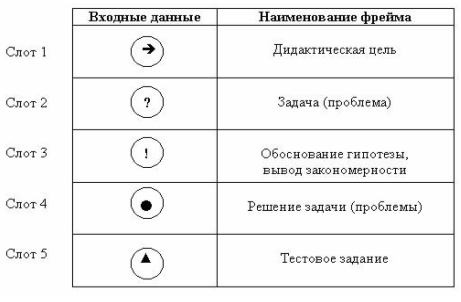 Входные данные Наименование фрейма
Слот 1 ➔ Дидактическая цель
Слот 2 ? Задача (проблема)
Слот 3 ! Обоснование гипотезы,
вывод закономерности
Слот 4 ● Решение задачи (проблемы)
Слот 5 ▲ Тестовое задание